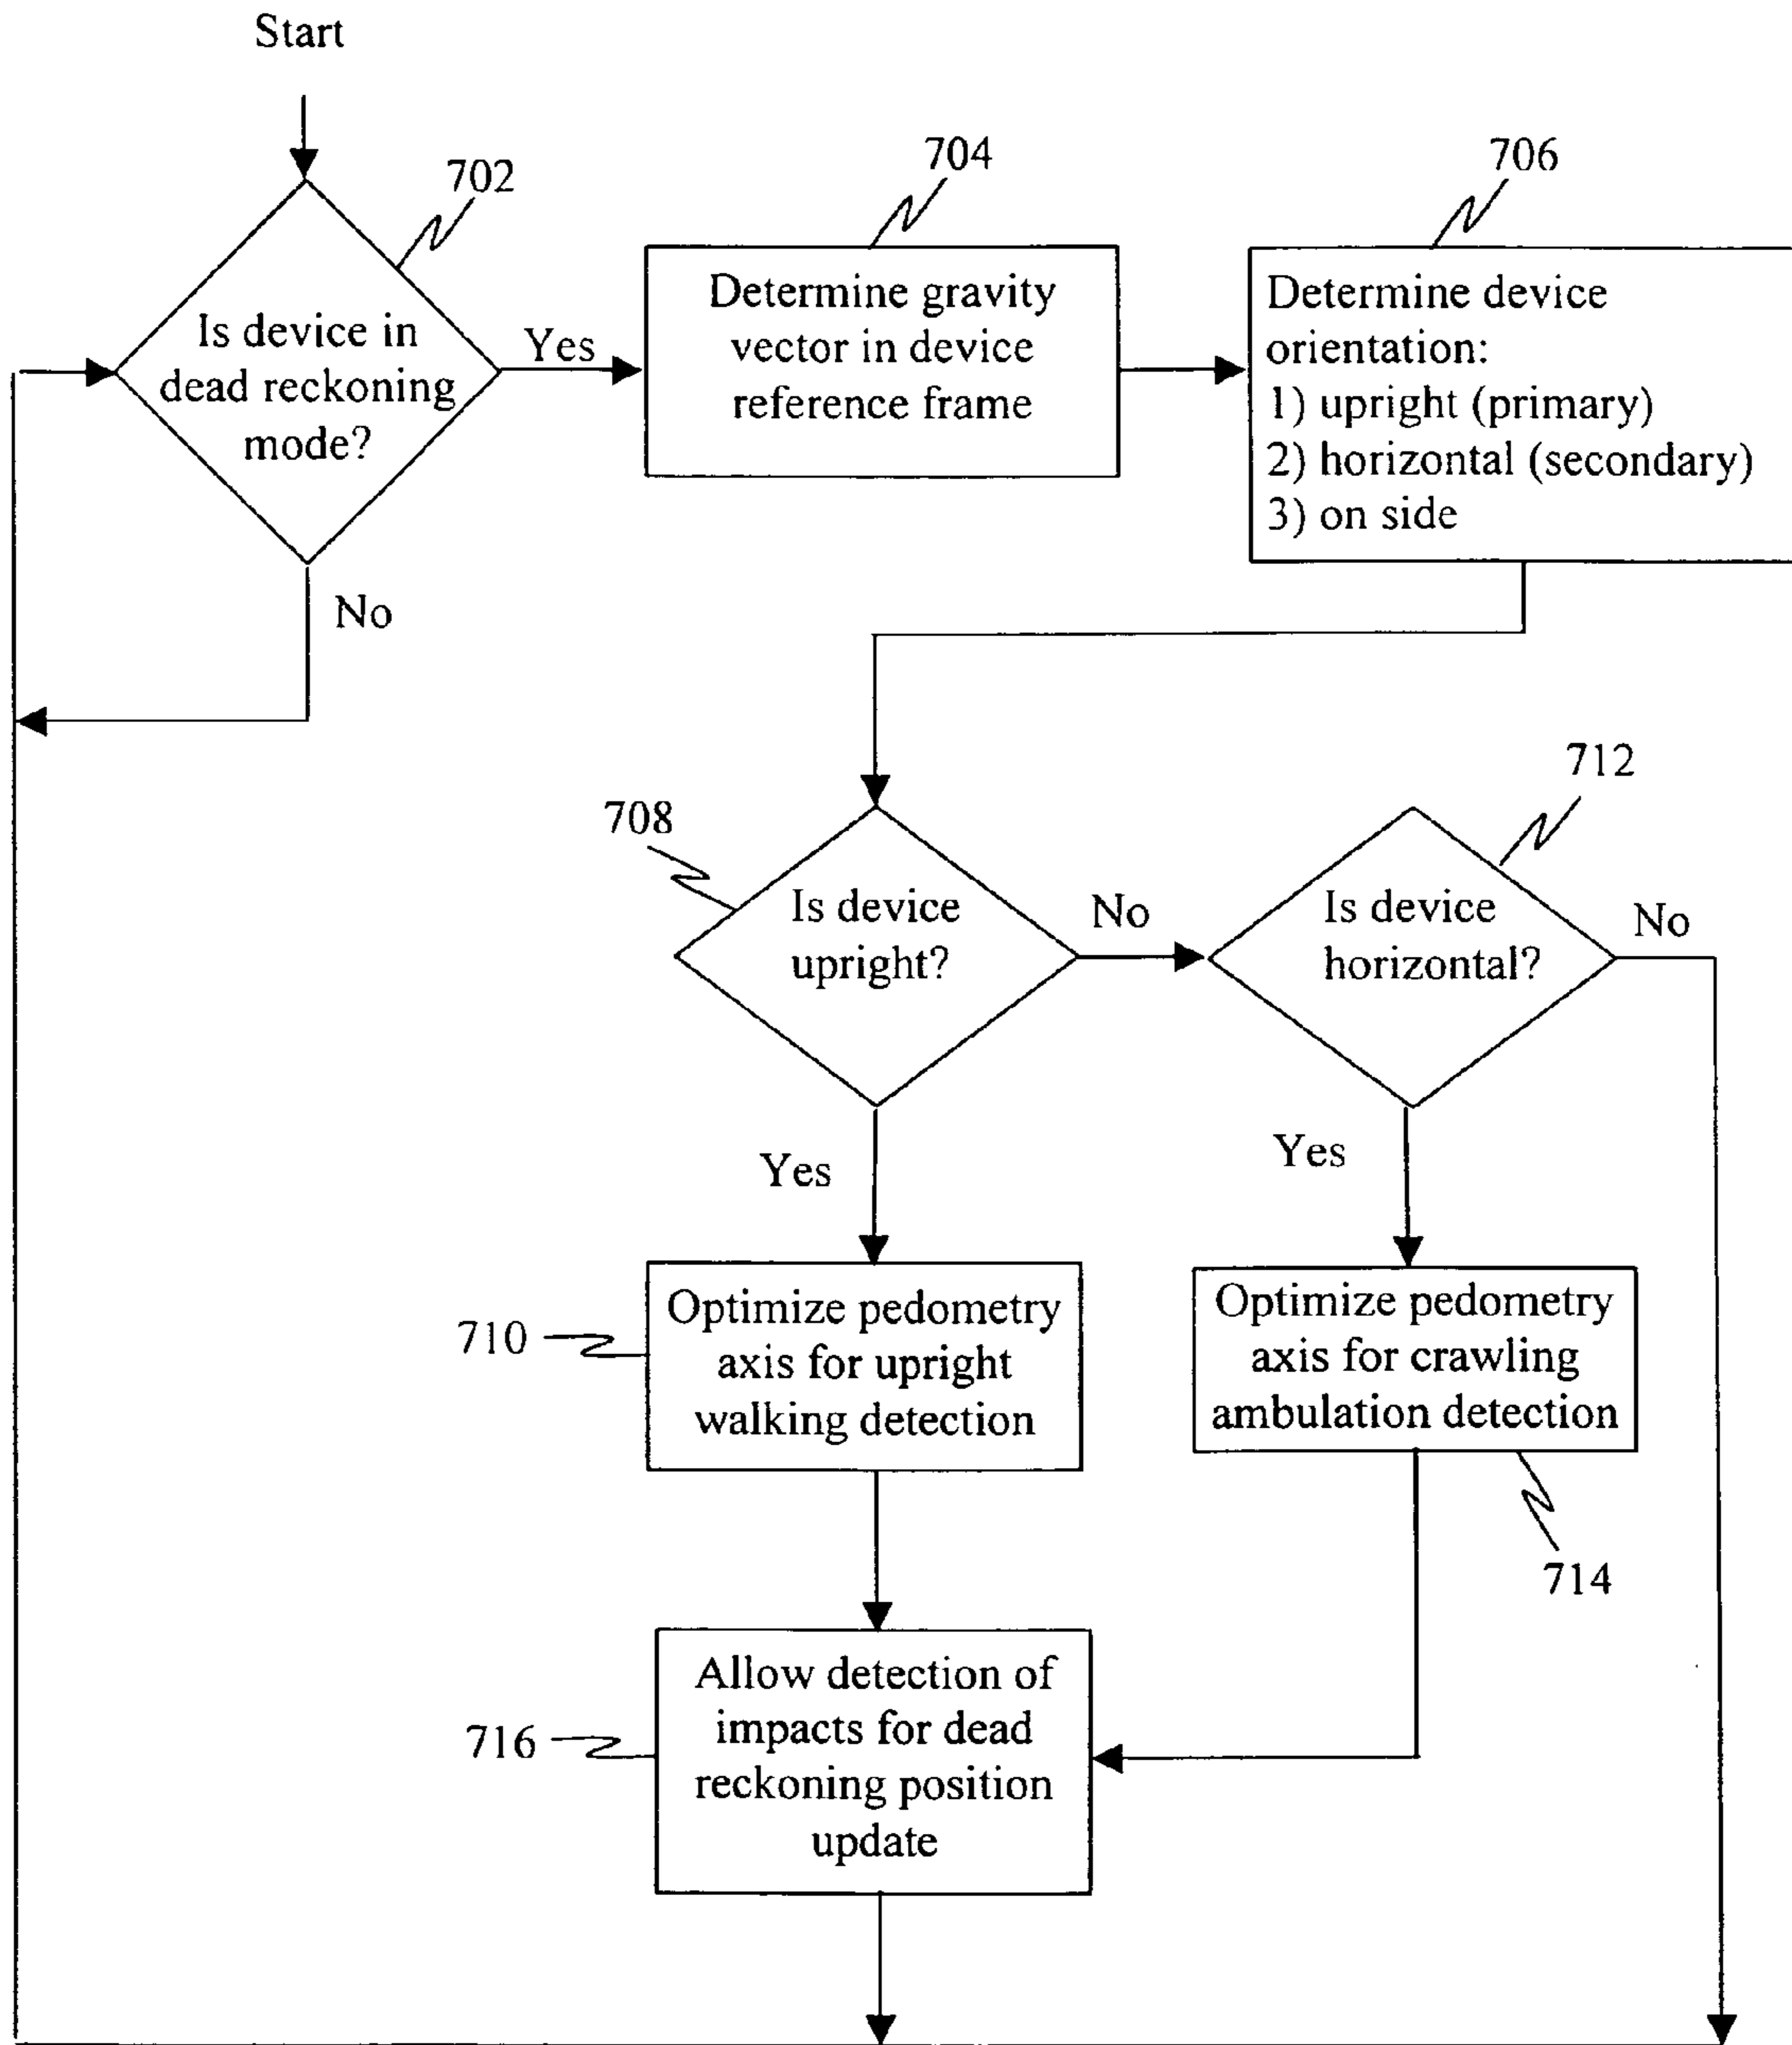 Start
702
704
706
Is device in
dead reckoning
mode?
Yes
Determine gravity
vector in device
reference frame
Determine device
orientation:
1) upright (primary)
2) horizontal (secondary)
3) on side
No
712
708
Is device
upright?
No
Is device
horizontal?
No
Yes
Yes
710
Optimize pedometry
axis for upright
walking detection
Optimize pedometry
axis for crawling
ambulation detection
714
716
Allow detection of
impacts for dead
reckoning position
update